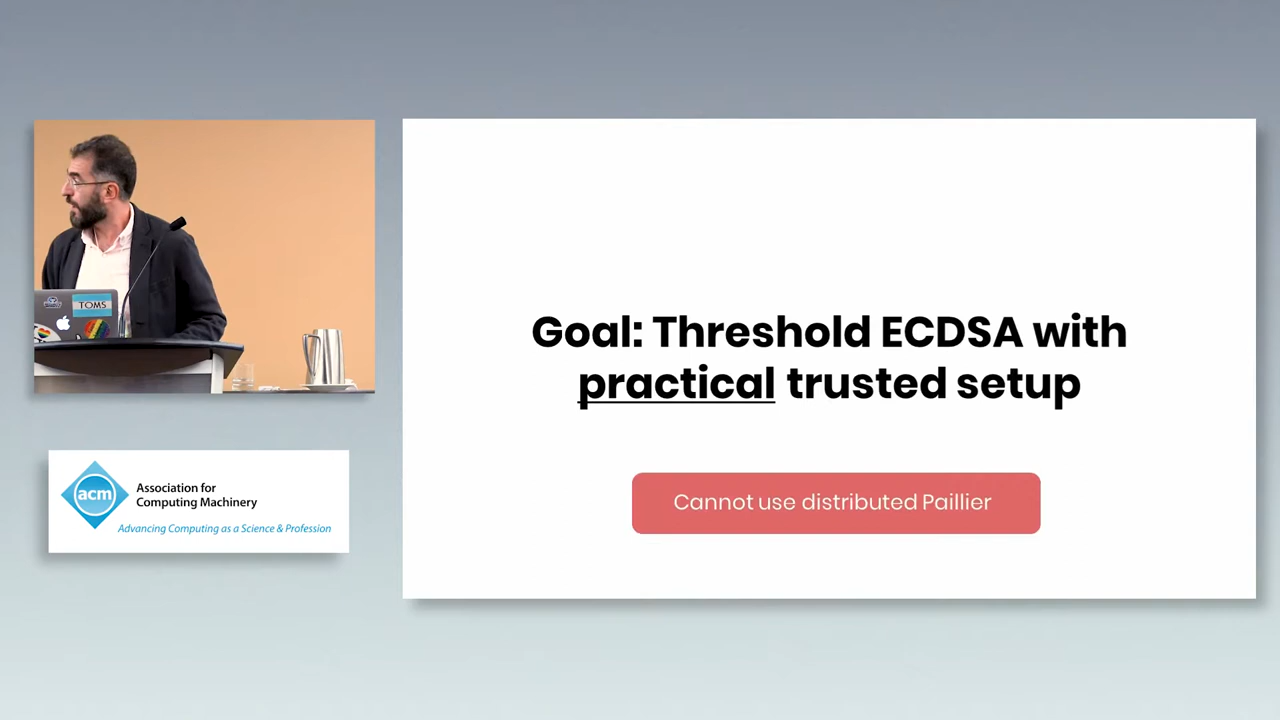 TOMS
Goal: Threshold ECDSA with
practical trusted setup
Cannot use distributed Paillier
acm
Association for
Computing Machinery
Advancing Computing as a Science & Profession